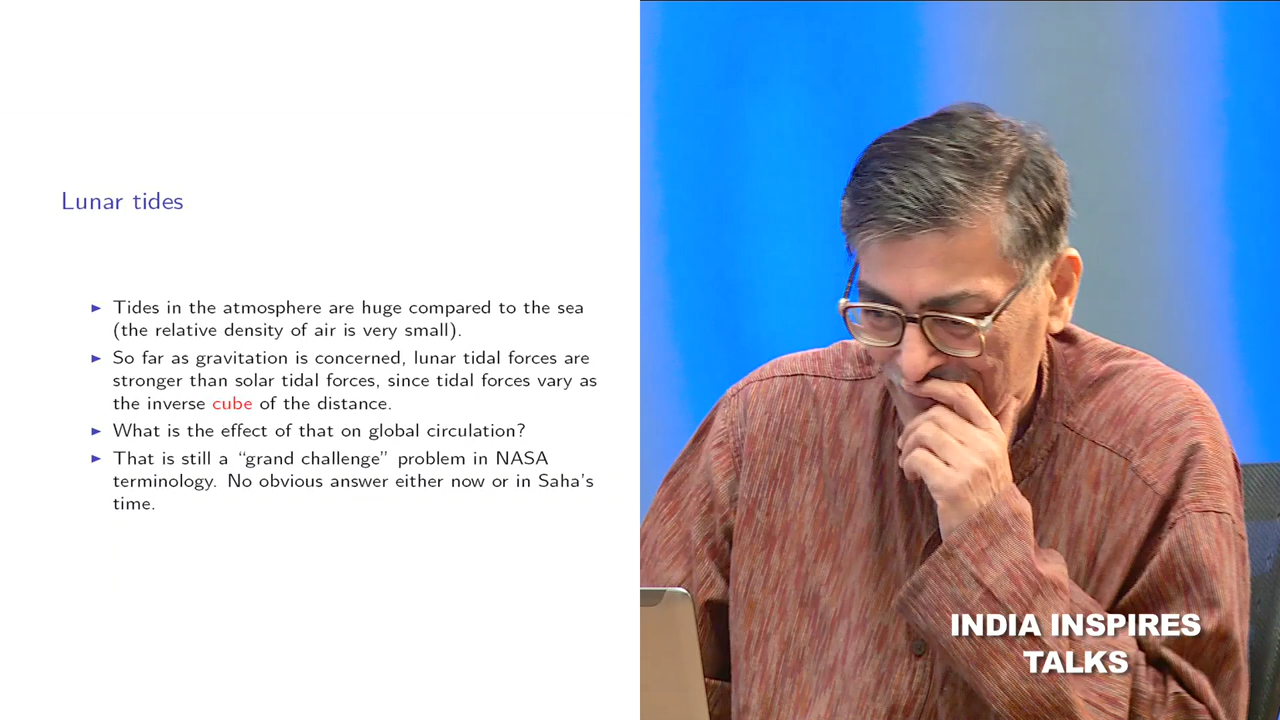 Lunar tides
► Tides in the atmosphere are huge compared to the sea
(the relative density of air is very small).
► So far as gravitation is concerned, lunar tidal forces are
stronger than solar tidal forces, since tidal forces vary as
the inverse cube of the distance.
► What is the effect of that on global circulation?
► That is still a “grand challenge” problem in NASA
terminology. No obvious answer either now or in Saha’s
time.
INDIA INSPIRES
TALKS